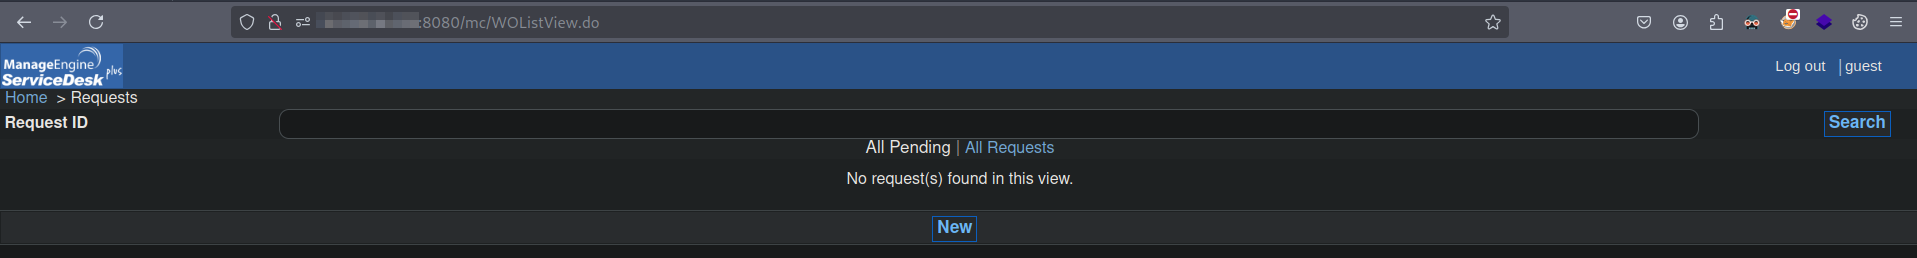 :8080/mc/WOListView.do
ManageEngine
ServiceDesk plus
Log out | guest
Home > Requests
Request ID
Search
All Pending | All Requests
No request(s) found in this view.
New